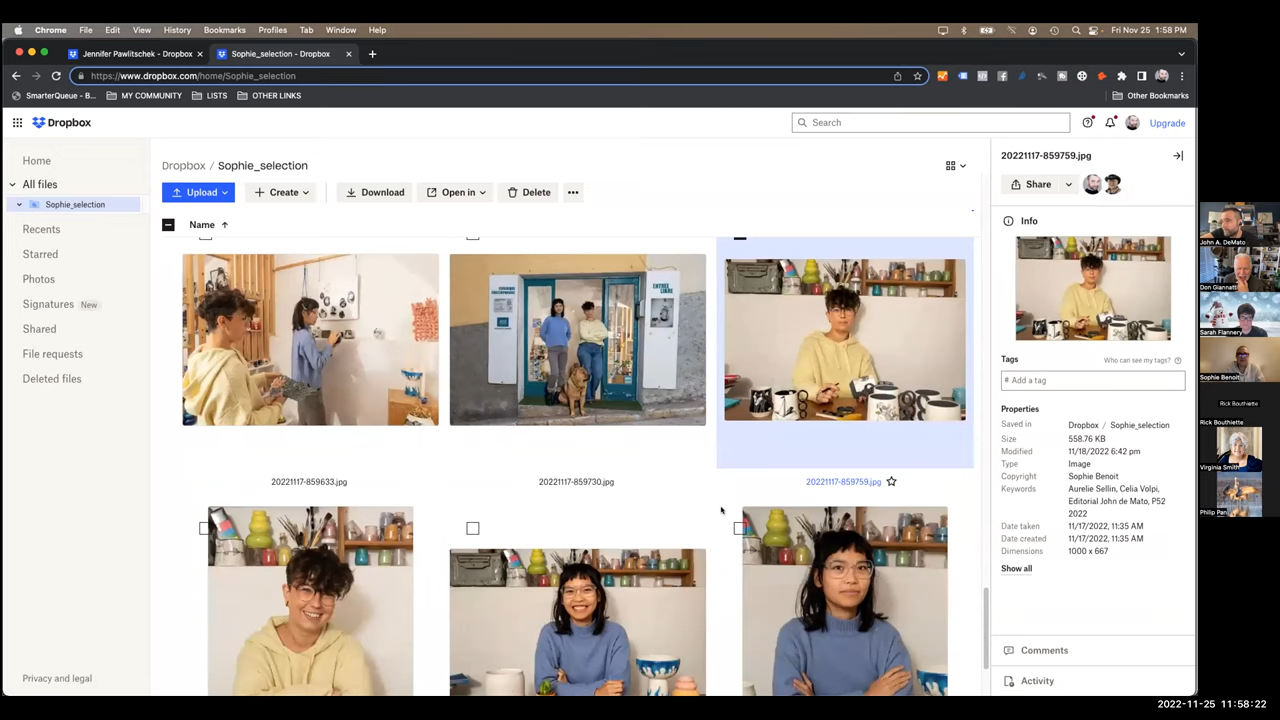 Chrome File Edit View History Bookmarks Profiles Tab Window Help
Fri Nov 25 1:58 PM
Jennifer Pawlitschek - Dropbox
Sophie_selection - Dropbox
https://www.dropbox.com/home/Sophie_selection
SmarterQueue - B...
MY COMMUNITY
LISTS
OTHER LINKS
Other Bookmarks
Dropbox
Search
Upgrade
Home
All files
Sophie_selection
Recents
Starred
Photos
Signatures New
Shared
File requests
Deleted files
Privacy and legal
Dropbox / Sophie_selection
Upload
Create
Download
Open in
Delete
Name
ENTRÉE LIBRE
20221117-859633.jpg
20221117-859730.jpg
20221117-859759.jpg
20221117-859759.jpg
Share
Info
Tags
Who can see my tags?
# Add a tag
Properties
Saved in Dropbox / Sophie_selection
Size 558.76 KB
Modified 11/18/2022 6:42 pm
Type Image
Copyright Sophie Benoit
Keywords Aurelie Sellin, Celia Volpi,
Editorial John de Mato, P52
2022
Date taken 11/17/2022, 11:35 AM
Date created 11/17/2022, 11:35 AM
Dimensions 1000 x 667
Show all
Comments
Activity
John A. DeMato
Don Giannatti
Sarah Flannery
Sophie Benoit
Rick Bouthiette
Rick Bouthiette
Virginia Smith
Philip Pan
2022-11-25 11:58:22